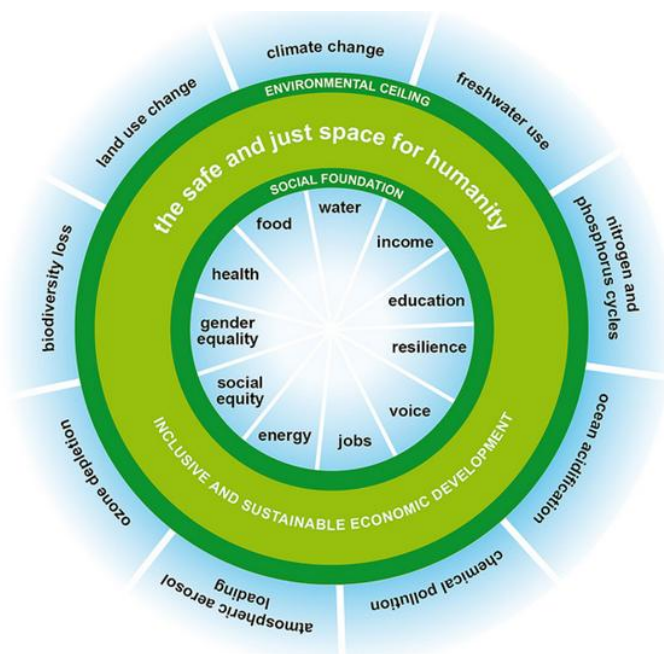 climate change
freshwater use
nitrogen and
phosphorus cycles
ocean acidification
chemical pollution
atmospheric aerosol
loading
ozone depletion
biodiversity loss
land use change
ENVIRONMENTAL CEILING
the safe and just space for humanity
SOCIAL FOUNDATION
water
income
education
resilience
voice
jobs
energy
social
equity
gender
equality
health
food
INCLUSIVE AND SUSTAINABLE ECONOMIC DEVELOPMENT